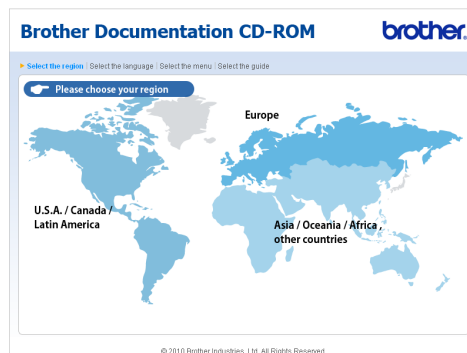 Brother Documentation CD-ROM
brother
Select the region | Select the language | Select the menu | Select the guide
Please choose your region
Europe
U.S.A. / Canada /
Latin America
Asia / Oceania / Africa ,
other countries
© 2010 Brother Industries, Ltd. All Rights Reserved.